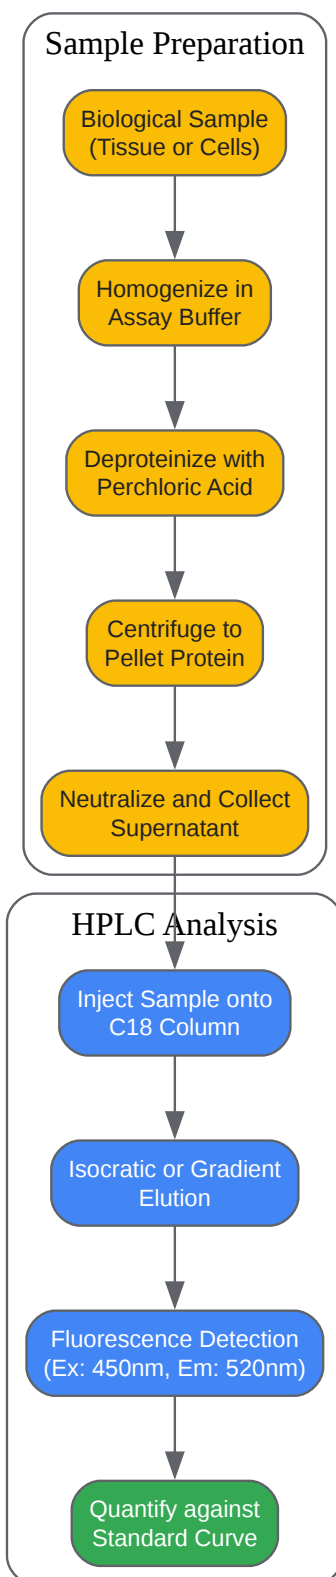 Sample Preparation
Biological Sample
(Tissue or Cells)
Homogenize in
Assay Buffer
Deproteinize with
Perchloric Acid
Centrifuge to
Pellet Protein
Neutralize and Collect
Supernatant
HPLC Analysis
Inject Sample onto
C18 Column
Isocratic or Gradient
Elution
Fluorescence Detection
(Ex: 450nm, Em: 520nm)
Quantify against
Standard Curve